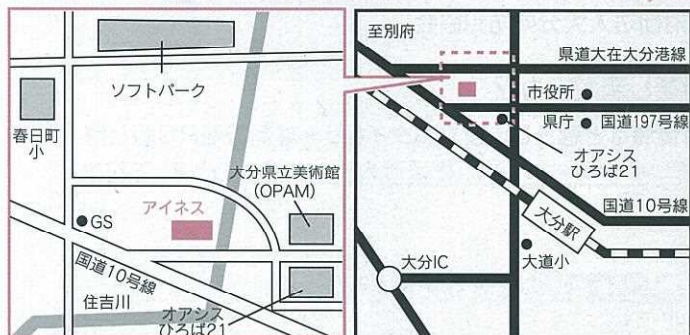 ソフトパーク
春日町
小
大分県立美術館
(OPAM)
アイネス
GS
国道10号線
住吉川
オアシス
ひろば21
至別府
県道大在大分港線
市役所
県庁
国道197号線
オアシス
ひろば21
国道10号線
大分駅
大分IC
大道小